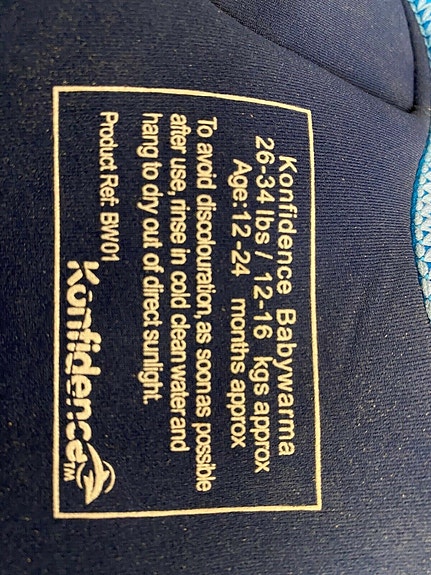 Konfidence Babywarma
26-34 lbs / 12-16 kgs approx
Age:12 -24 months approx
To avoid discolouration, as soon as possible
after use, rinse in cold clean water and
hang to dry out of direct sunlight.
Product Ref: BW01
Konfidence™